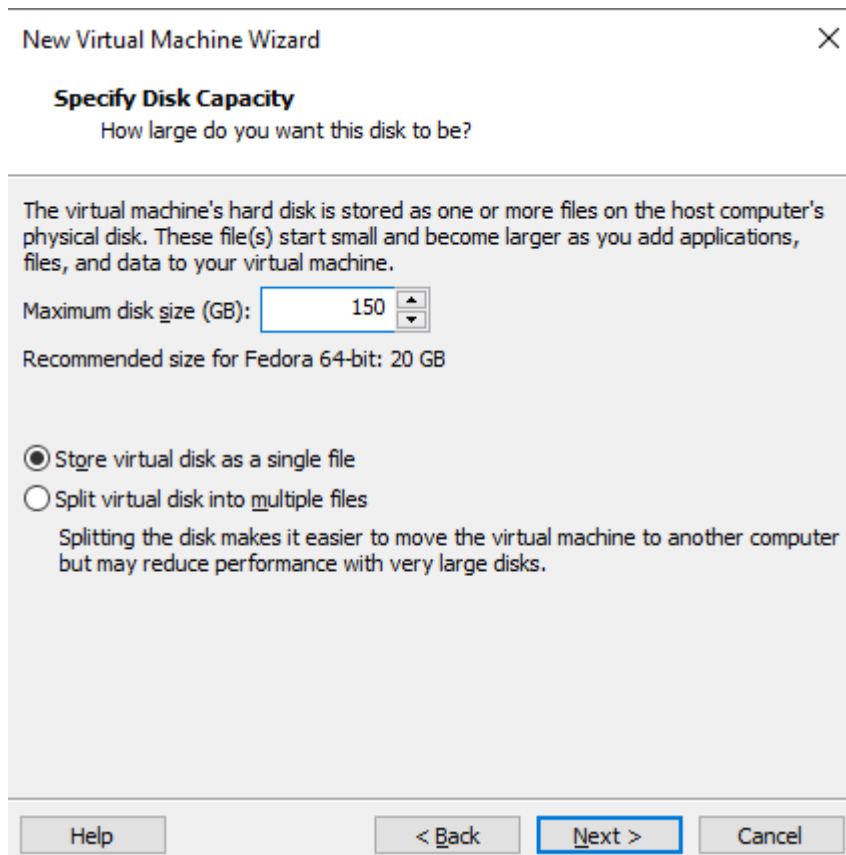 New Virtual Machine Wizard
Specify Disk Capacity
How large do you want this disk to be?
The virtual machine's hard disk is stored as one or more files on the host computer's
physical disk. These file(s) start small and become larger as you add applications,
files, and data to your virtual machine.
Maximum disk size (GB): 150
Recommended size for Fedora 64-bit: 20 GB
Store virtual disk as a single file
Split virtual disk into multiple files
Splitting the disk makes it easier to move the virtual machine to another computer
but may reduce performance with very large disks.
Help < Back Next > Cancel